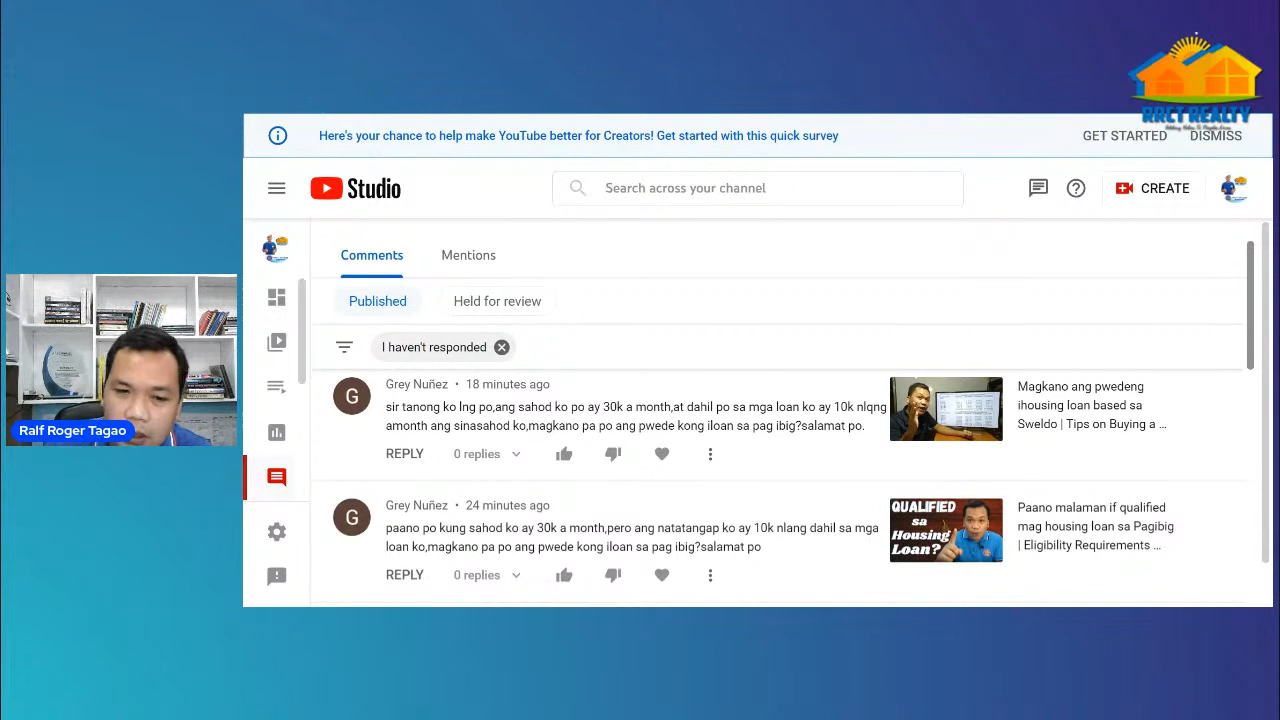 RRCT REALTY
Here's your chance to help make YouTube better for Creators! Get started with this quick survey
GET STARTED
DISMISS
Studio
Search across your channel
CREATE
Comments
Mentions
Published
Held for review
I haven't responded
G
Grey Nuñez • 18 minutes ago
sir tanong ko lng po,ang sahod ko po ay 30k a month,at dahil po sa mga loan ko ay 10k nlqng
amonth ang sinasahod ko,magkano pa po ang pwede kong iloan sa pag ibig?salamat po.
REPLY
0 replies
Magkano ang pwedeng
ihousing loan based sa
Sweldo | Tips on Buying a ...
G
Grey Nuñez • 24 minutes ago
paano po kung sahod ko ay 30k a month,pero ang natatangap ko ay 10k nlang dahil sa mga
loan ko,magkano pa po ang pwede kong iloan sa pag ibig?salamat po
REPLY
0 replies
QUALIFIED
sa
Housing
Loan?
Paano malaman if qualified
mag housing loan sa Pagibig
| Eligibility Requirements ...
Ralf Roger Tagao